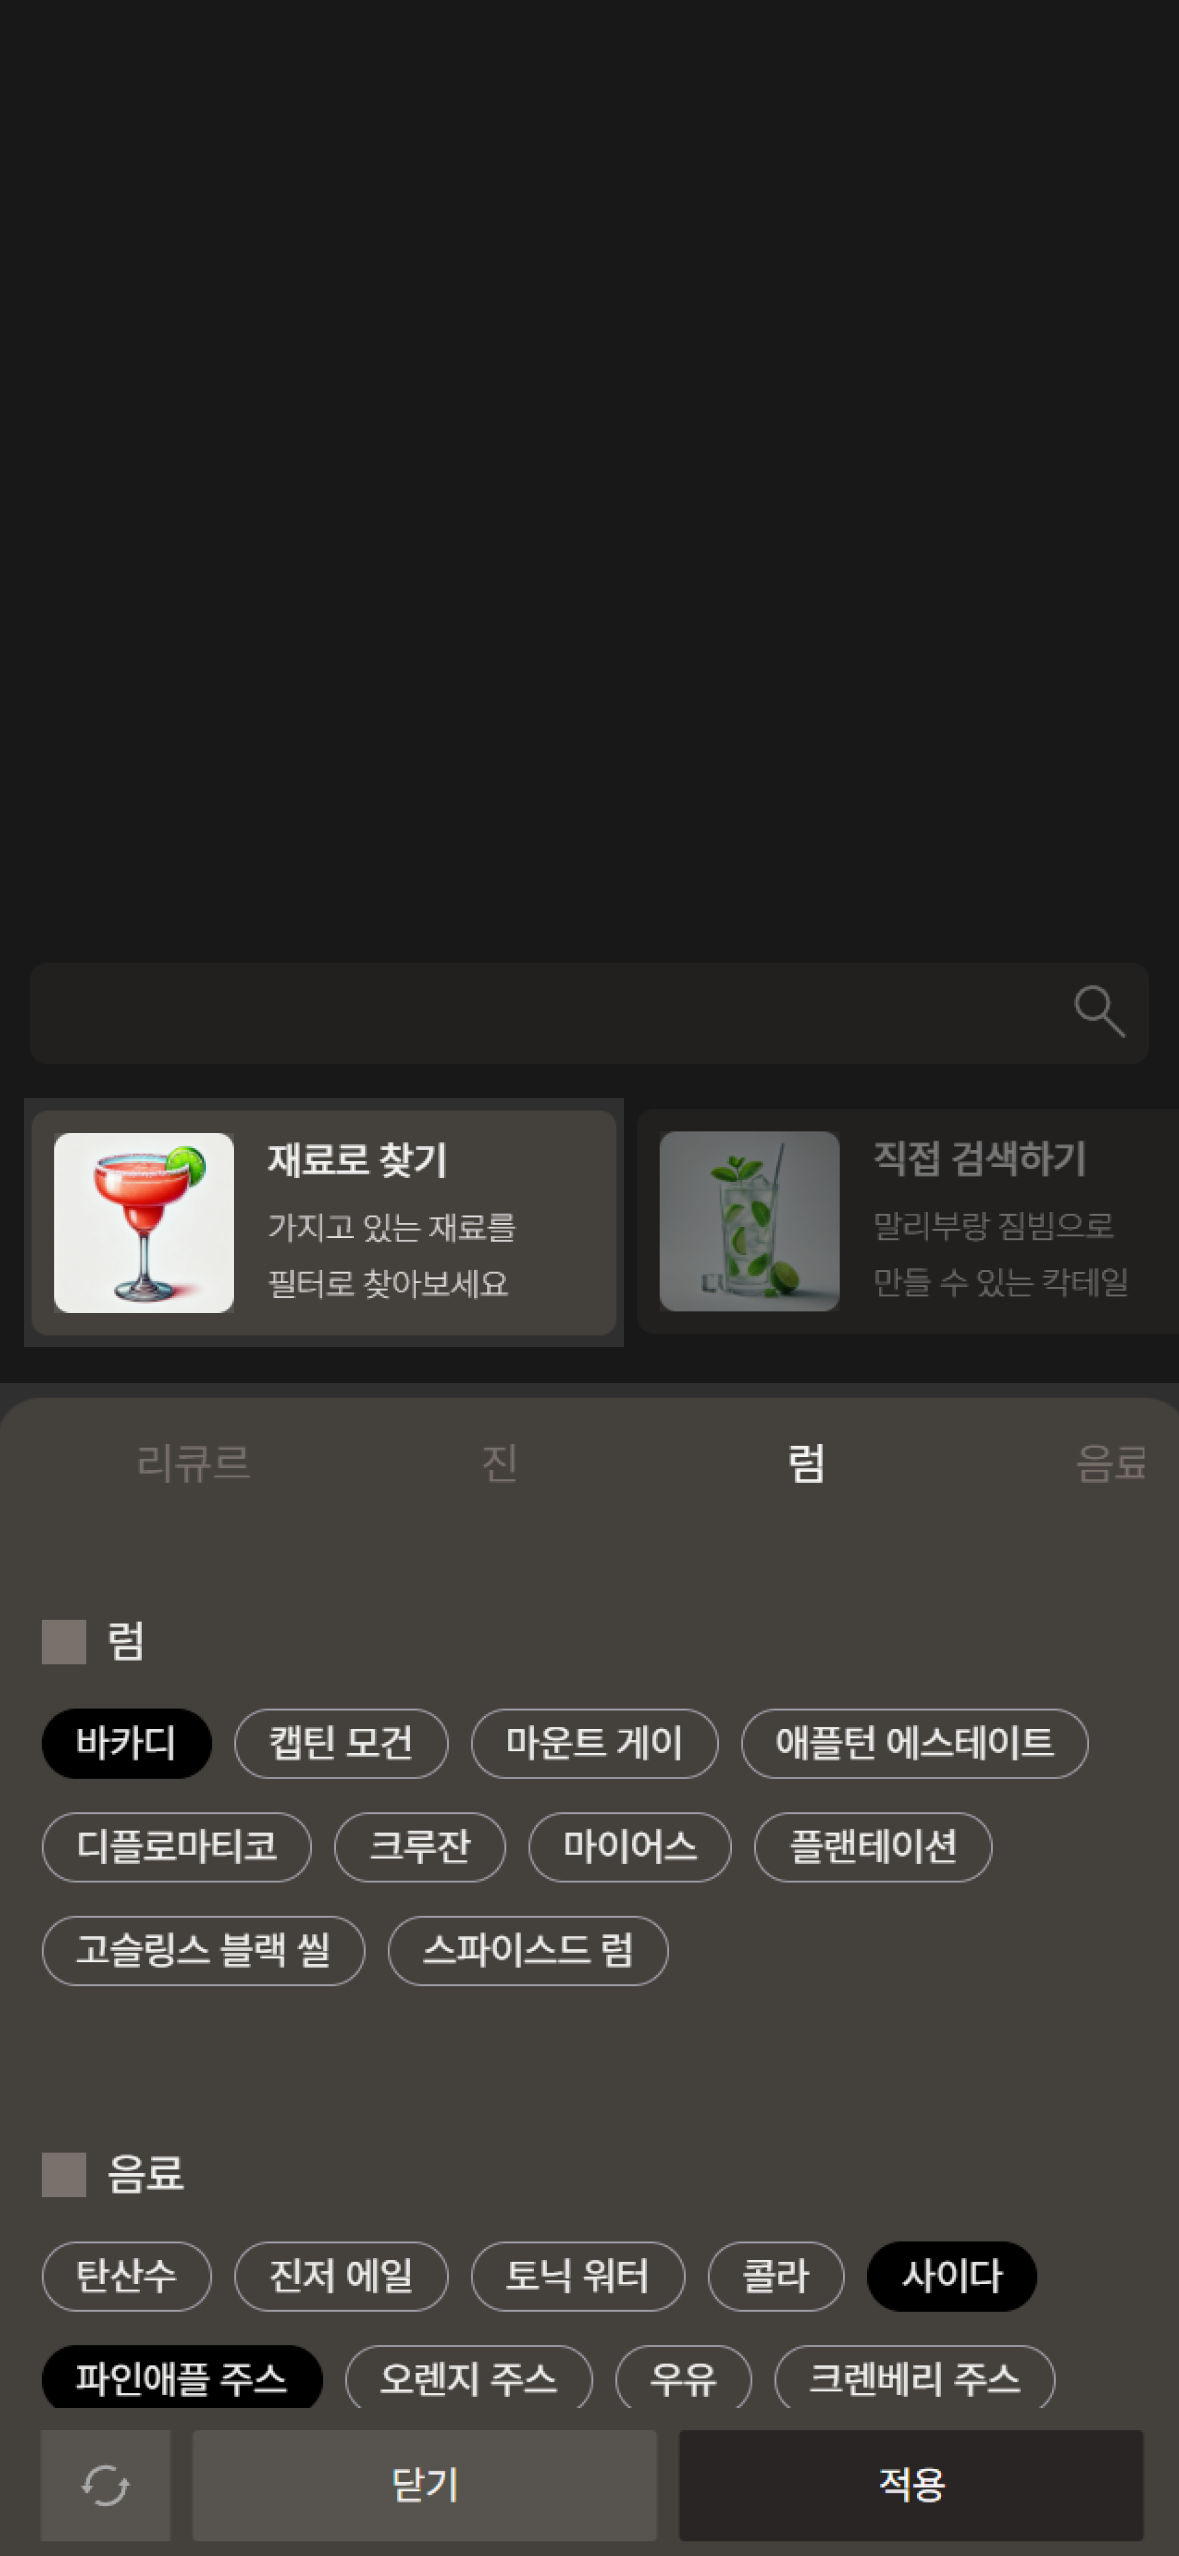 재료로 찾기
가지고 있는 재료를
필터로 찾아보세요
직접 검색하기
말리부랑 짐빔으로
만들 수 있는 칵테일
리큐르 진 럼 음료
럼
바카디 캡틴 모건 마운트 게이 애플턴 에스테이트
디플로마티코 크루잔 마이어스 플랜테이션
고슬링스 블랙 씰 스파이스드 럼
음료
탄산수 진저 에일 토닉 워터 콜라 사이다
파인애플 주스 오렌지 주스 우유 크렌베리 주스
닫기 적용